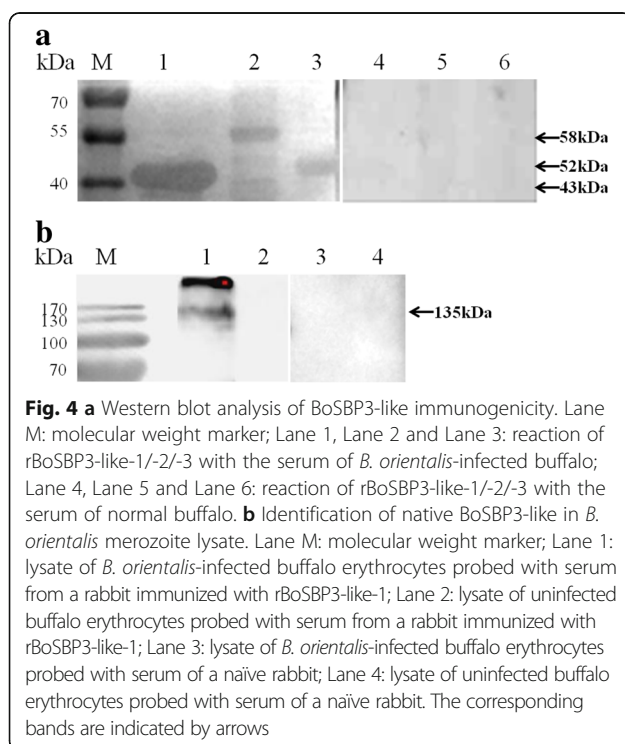 a
kDa M 1 2 3 4 5 6
70
55
58kDa
52kDa
40
43kDa
b
kDa M 1 2 3 4
170
130
135kDa
100
70
Fig. 4 a Western blot analysis of BoSBP3-like immunogenicity. Lane
M: molecular weight marker; Lane 1, Lane 2 and Lane 3: reaction of
rBoSBP3-like-1/-2/-3 with the serum of B. orientalis-infected buffalo;
Lane 4, Lane 5 and Lane 6: reaction of rBoSBP3-like-1/-2/-3 with the
serum of normal buffalo. b Identification of native BoSBP3-like in B.
orientalis merozoite lysate. Lane M: molecular weight marker; Lane 1:
lysate of B. orientalis-infected buffalo erythrocytes probed with serum
from a rabbit immunized with rBoSBP3-like-1; Lane 2: lysate of uninfected
buffalo erythrocytes probed with serum from a rabbit immunized with
rBoSBP3-like-1; Lane 3: lysate of B. orientalis-infected buffalo erythrocytes
probed with serum of a naïve rabbit; Lane 4: lysate of uninfected buffalo
erythrocytes probed with serum of a naïve rabbit. The corresponding
bands are indicated by arrows